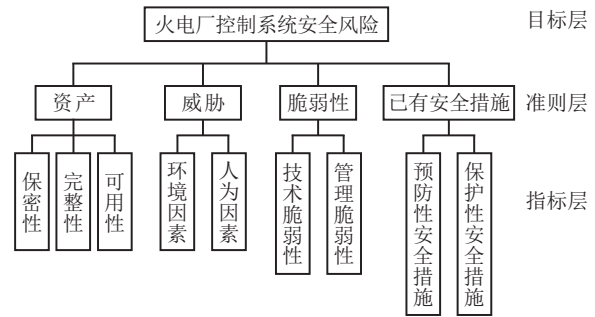 火电厂控制系统安全风险
目标层
资产
威胁
脆弱性
已有安全措施
准则层
保密性
完整性
可用性
环境因素
人为因素
技术脆弱性
管理脆弱性
预防性安全措施
保护性安全措施
指标层